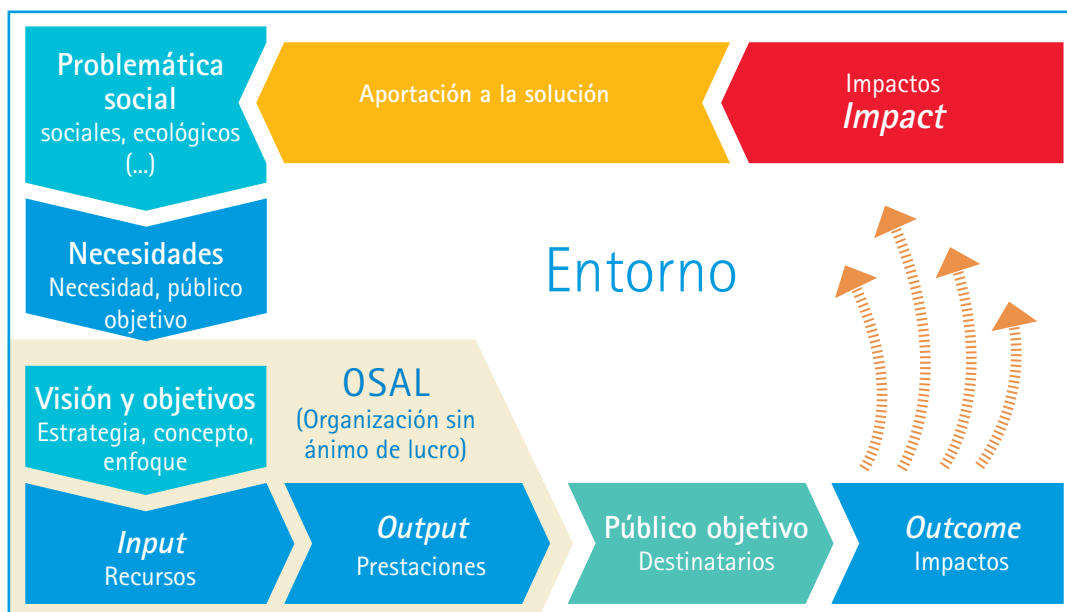 Problemática
social
sociales, ecológicos
(...)
Aportación a la solución
Impactos
Impact
Necesidades
Necesidad, público
objetivo
Entorno
Visión y objetivos
Estrategia, concepto,
enfoque
OSAL
(Organización sin
ánimo de lucro)
Input
Recursos
Output
Prestaciones
Público objetivo
Destinatarios
Outcome
Impactos